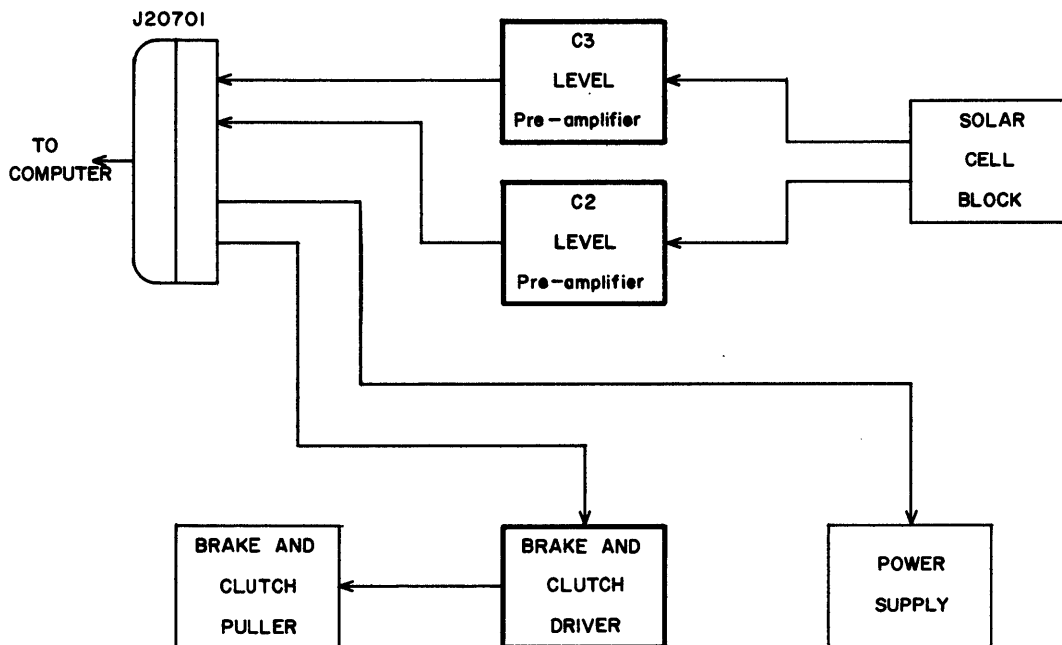 J20701
C3
LEVEL
Pre-amplifier
SOLAR
CELL
BLOCK
TO
COMPUTER
C2
LEVEL
Pre-amplifier
BRAKE AND
CLUTCH
PULLER
BRAKE AND
CLUTCH
DRIVER
POWER
SUPPLY